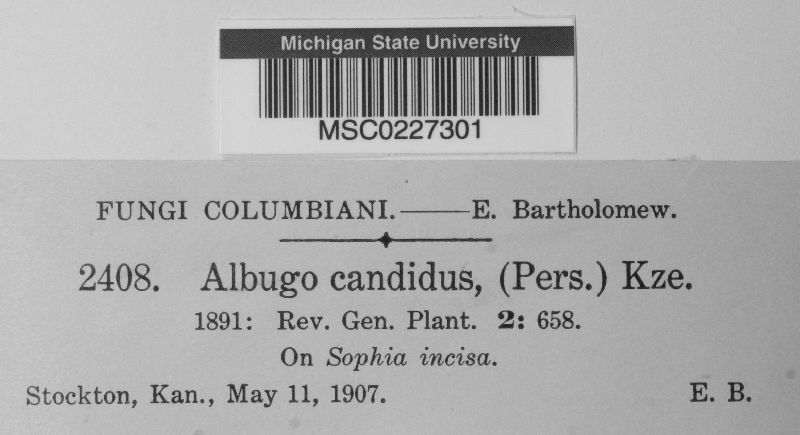 Michigan State University
MSC0227301
FUNGI COLUMBIANI.——E. Bartholomew.
2408. Albugo candidus, (Pers.) Kze.
1891: Rev. Gen. Plant. 2: 658.
On Sophia incisa.
Stockton, Kan., May 11, 1907. E. B.